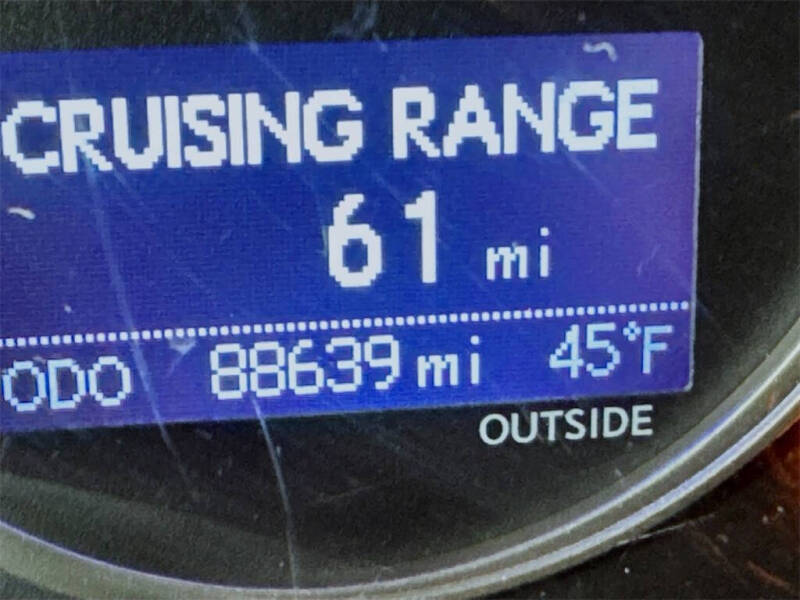 CRUISING RANGE
61 mi
ODO 88639 mi 45°F
OUTSIDE